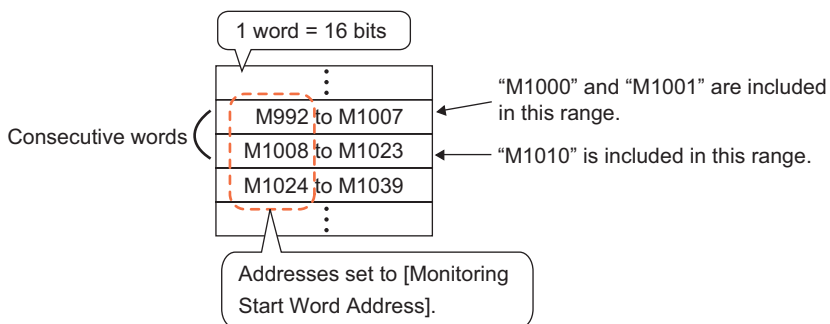 1 word = 16 bits
“M1000” and “M1001” are included
in this range.
M992 to M1007
Consecutive words
M1008 to M1023
“M1010” is included in this range.
M1024 to M1039
Addresses set to [Monitoring
Start Word Address].